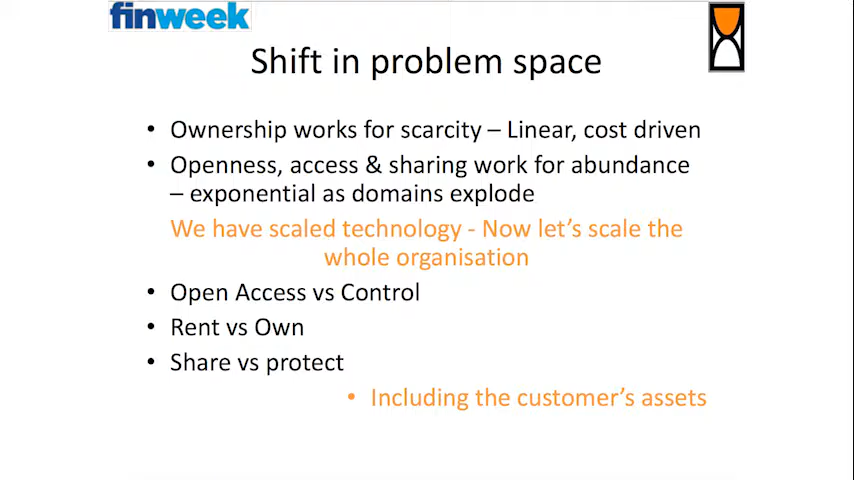 finweek
Shift in problem space
• Ownership works for scarcity – Linear, cost driven
• Openness, access & sharing work for abundance
– exponential as domains explode
We have scaled technology - Now let's scale the
whole organisation
• Open Access vs Control
• Rent vs Own
• Share vs protect
• Including the customer's assets